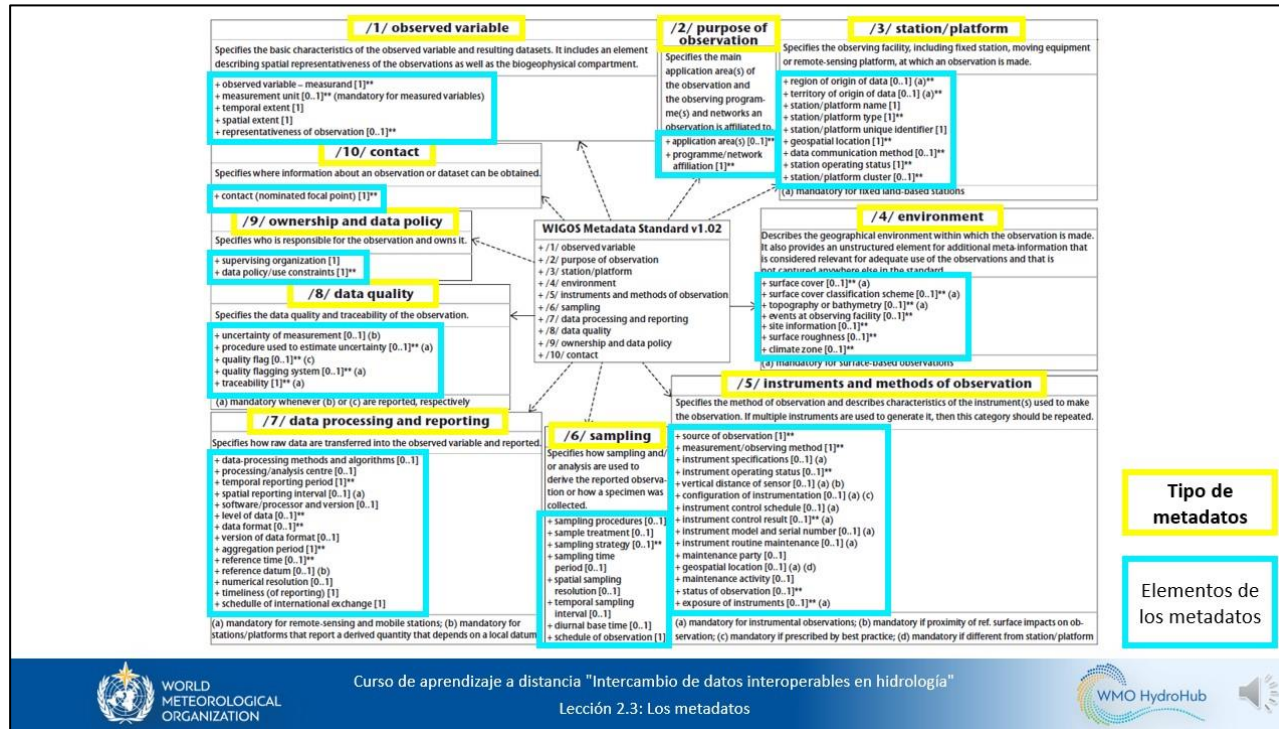 /1/ observed variable
Specifies the basic characteristics of the observed variable and resulting datasets. It includes an element
describing spatial representativeness of the observations as well as the biogeophysical compartment.
+ observed variable – measurand [1]**
+ measurement unit [0..1]** (mandatory for measured variables)
+ temporal extent [1]
+ spatial extent [1]
+ representativeness of observation [0..1]**
/2/ purpose of
observation
Specifies the main
application area(s) of
the observation and
the observing program-
me(s) and networks an
observation is affiliated to.
+ application area(s) [0..1]**
+ programme/network
affiliation [1]**
/3/ station/platform
Specifies the observing facility, including fixed station, moving equipment
or remote-sensing platform, at which an observation is made.
+ region of origin of data [0..1] (a)**
+ territory of origin of data [0..1] (a)**
+ station/platform name [1]
+ station/platform type [1]**
+ station/platform unique identifier [1]
+ geospatial location [1]**
+ data communication method [0..1]**
+ station operating status [1]**
+ station/platform cluster [0..1]**
(a) mandatory for fixed land-based stations
/10/ contact
Specifies where information about an observation or dataset can be obtained.
+ contact (nominated focal point) [1]**
/9/ ownership and data policy
Specifies who is responsible for the observation and owns it.
+ supervising organization [1]
+ data policy/use constraints [1]**
WIGOS Metadata Standard v1.02
+ /1/ observed variable
+ /2/ purpose of observation
+ /3/ station/platform
+ /4/ environment
+ /5/ instruments and methods of observation
+ /6/ sampling
+ /7/ data processing and reporting
+ /8/ data quality
+ /9/ ownership and data policy
+ /10/ contact
/4/ environment
Describes the geographical environment within which the observation is made.
It also provides an unstructured element for additional meta-information that
is considered relevant for adequate use of the observations and that is
not captured anywhere else in the standard
+ surface cover [0..1]** (a)
+ surface cover classification scheme [0..1]** (a)
+ topography or bathymetry [0..1]** (a)
+ events at observing facility [0..1]**
+ site information [0..1]**
+ surface roughness [0..1]**
+ climate zone [0..1]**
(a) mandatory for surface-based observations
/8/ data quality
Specifies the data quality and traceability of the observation.
+ uncertainty of measurement [0..1] (b)
+ procedure used to estimate uncertainty [0..1]** (a)
+ quality flag [0..1]** (c)
+ quality flagging system [0..1]** (a)
+ traceability [1]** (a)
(a) mandatory whenever (b) or (c) are reported, respectively
/7/ data processing and reporting
Specifies how raw data are transferred into the observed variable and reported.
+ data-processing methods and algorithms [0..1]
+ processing/analysis centre [0..1]
+ temporal reporting period [1]**
+ spatial reporting interval [0..1] (a)
+ software/processor and version [0..1]
+ level of data [0..1]**
+ data format [0..1]**
+ version of data format [0..1]
+ aggregation period [1]**
+ reference time [0..1]**
+ reference datum [0..1] (b)
+ numerical resolution [0..1]
+ timeliness (of reporting) [1]
+ schedulle of international exchange [1]
(a) mandatory for remote-sensing and mobile stations; (b) mandatory for
stations/platforms that report a derived quantity that depends on a local datum
/6/ sampling
Specifies how sampling and/
or analysis are used to
derive the reported observa-
tion or how a specimen was
collected.
+ sampling procedures [0..1]
+ sample treatment [0..1]
+ sampling strategy [0..1]**
+ sampling time
period [0..1]
+ spatial sampling
resolution [0..1]
+ temporal sampling
interval [0..1]
+ diurnal base time [0..1]
+ schedule of observation [1]
/5/ instruments and methods of observation
Specifies the method of observation and describes characteristics of the instrument(s) used to make
the observation. If multiple instruments are used to generate it, then this category should be repeated.
+ source of observation [1]**
+ measurement/observing method [1]**
+ instrument specifications [0..1] (a)
+ instrument operating status [0..1]**
+ vertical distance of sensor [0..1] (a) (b)
+ configuration of instrumentation [0..1] (a) (c)
+ instrument control schedule [0..1] (a)
+ instrument control result [0..1]** (a)
+ instrument model and serial number [0..1] (a)
+ instrument routine maintenance [0..1] (a)
+ maintenance party [0..1]
+ geospatial location [0..1] (a) (d)
+ maintenance activity [0..1]
+ status of observation [1]**
+ exposure of instruments [0..1]** (a)
(a) mandatory for instrumental observations; (b) mandatory if proximity of ref. surface impacts on ob-
servation; (c) mandatory if prescribed by best practice; (d) mandatory if different from station/platform
Tipo de
metadatos
Elementos de
los metadatos
WORLD
METEOROLOGICAL
ORGANIZATION
Curso de aprendizaje a distancia "Intercambio de datos interoperables en hidrología"
Lección 2.3: Los metadatos
WMO HydroHub